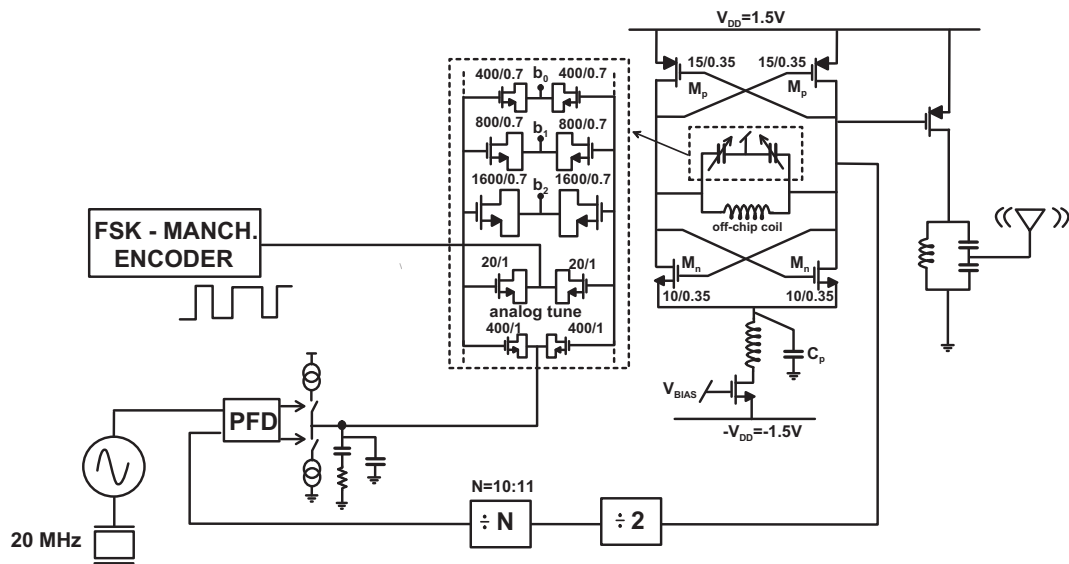 V_DD=1.5V
15/0.35 15/0.35
M_p M_p
400/0.7 b_0 400/0.7
800/0.7 b_1 800/0.7
1600/0.7 b_2 1600/0.7
off-chip coil
FSK - MANCH.
ENCODER
20/1 20/1
analog tune
400/1 400/1
M_n M_n
10/0.35 10/0.35
C_p
V_BIAS
-V_DD=-1.5V
PFD
N=10:11
÷ N
÷ 2
20 MHz